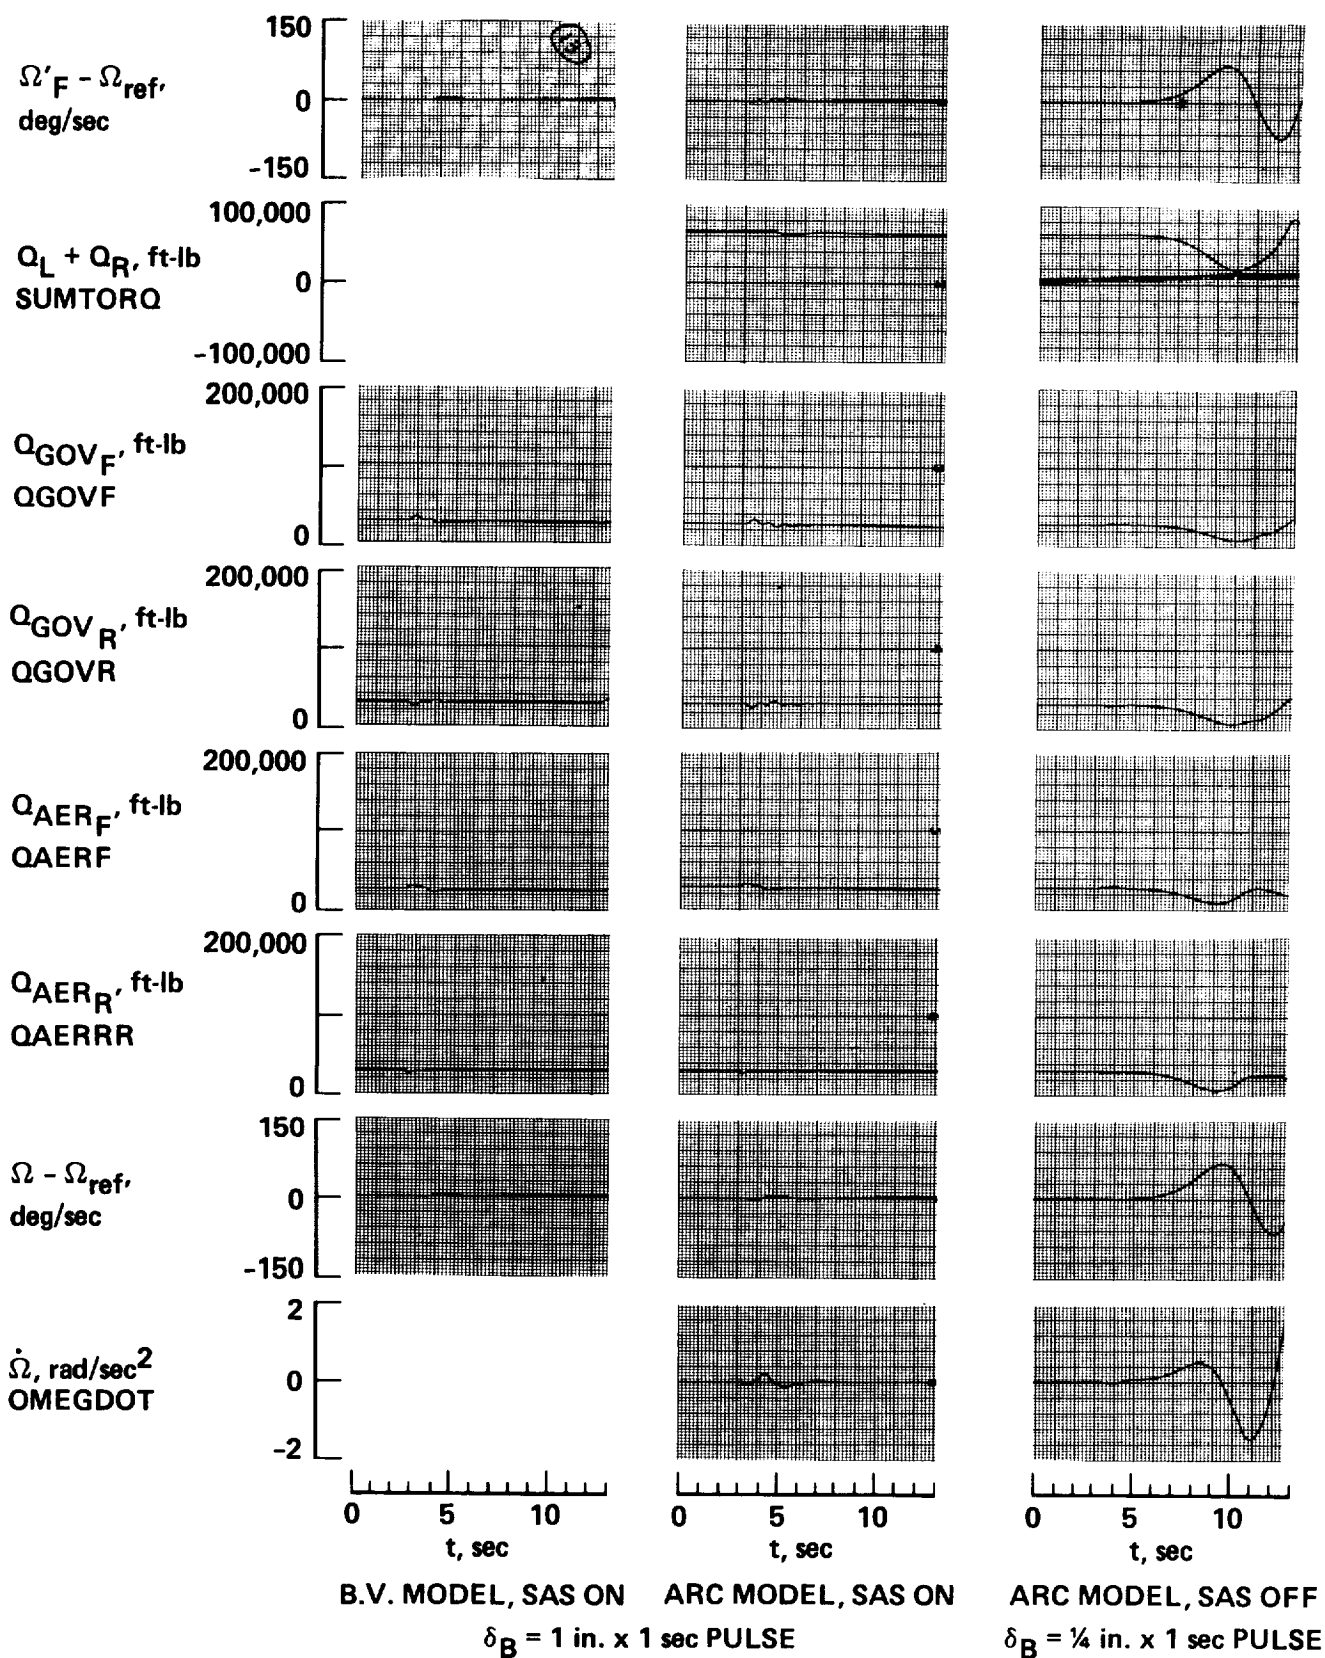 150
Ω'F - Ωref,
0
deg/sec
-150
100,000
QL + QR, ft-lb
0
SUMTORQ
-100,000
200,000
QGOVF, ft-lb
QGOVF
0
200,000
QGOVR, ft-lb
QGOVR
0
200,000
QAERF, ft-lb
QAERF
0
200,000
QAERR, ft-lb
QAERRR
0
150
Ω - Ωref,
0
deg/sec
-150
2
Ω̇, rad/sec2
0
OMEGDOT
-2
0 5 10 0 5 10 0 5 10
t, sec t, sec t, sec
B.V. MODEL, SAS ON ARC MODEL, SAS ON ARC MODEL, SAS OFF
δB = 1 in. x 1 sec PULSE δB = ¼ in. x 1 sec PULSE